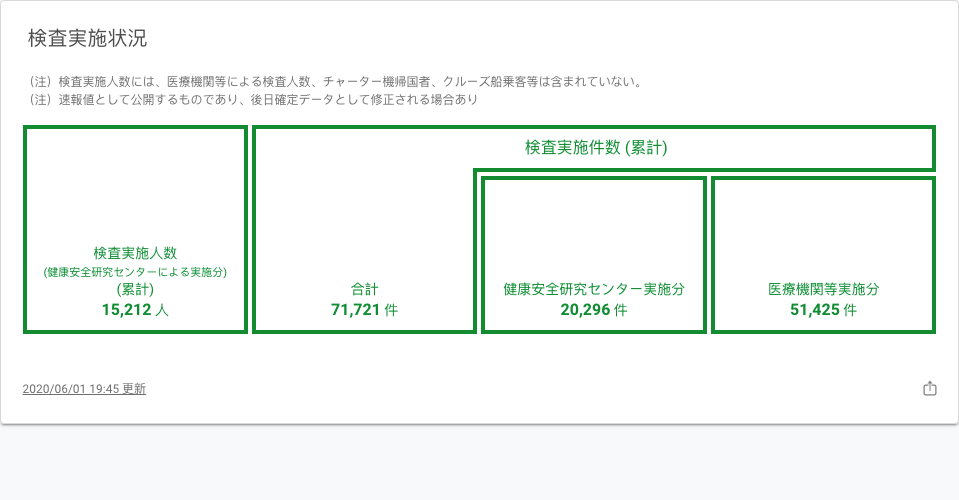 検査実施状況
（注）検査実施人数には、医療機関等による検査人数、チャーター機帰国者、クルーズ船乗客等は含まれていない。
（注）速報値として公開するものであり、後日確定データとして修正される場合あり
検査実施人数
(健康安全研究センターによる実施分)
(累計)
15,212 人
検査実施件数 (累計)
合計
71,721 件
健康安全研究センター実施分
20,296 件
医療機関等実施分
51,425 件
2020/06/01 19:45 更新